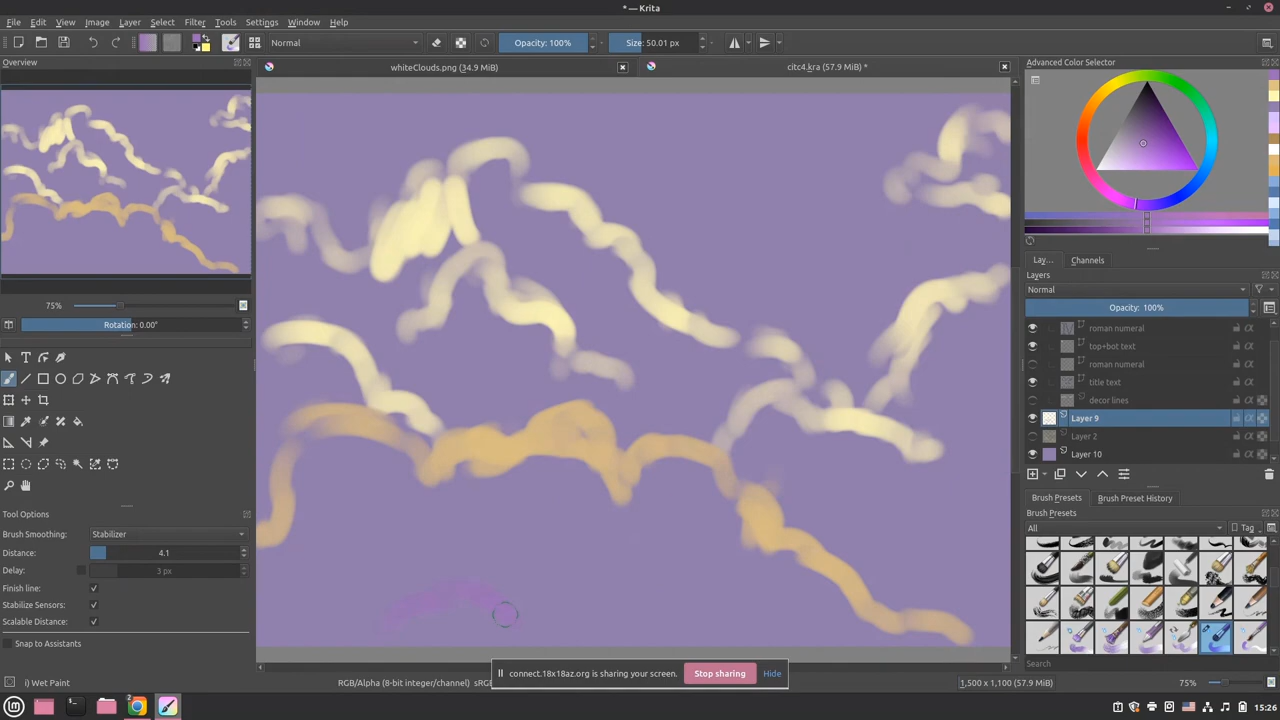 * — Krita
File Edit View Image Layer Select Filter Tools Settings Window Help
Normal
Opacity: 100%
Size: 50.01 px
Overview
whiteClouds.png (34.9 MiB)
citc4.kra (57.9 MiB) *
Advanced Color Selector
75%
Rotation: 0.00°
Lay... Channels
Layers
Normal
Opacity: 100%
roman numeral
top+bot text
roman numeral
title text
decor lines
Layer 9
Layer 2
Layer 10
Tool Options
Brush Smoothing: Stabilizer
Distance: 4.1
Delay: 3 px
Finish line:
Stabilize Sensors:
Scalable Distance:
Snap to Assistants
Brush Presets Brush Preset History
Brush Presets
All
Tag
Search
connect.18x18az.org is sharing your screen.
Stop sharing
Hide
i) Wet Paint
RGB/Alpha (8-bit integer/channel) sRG
1,500 x 1,100 (57.9 MiB)
75%
15:26